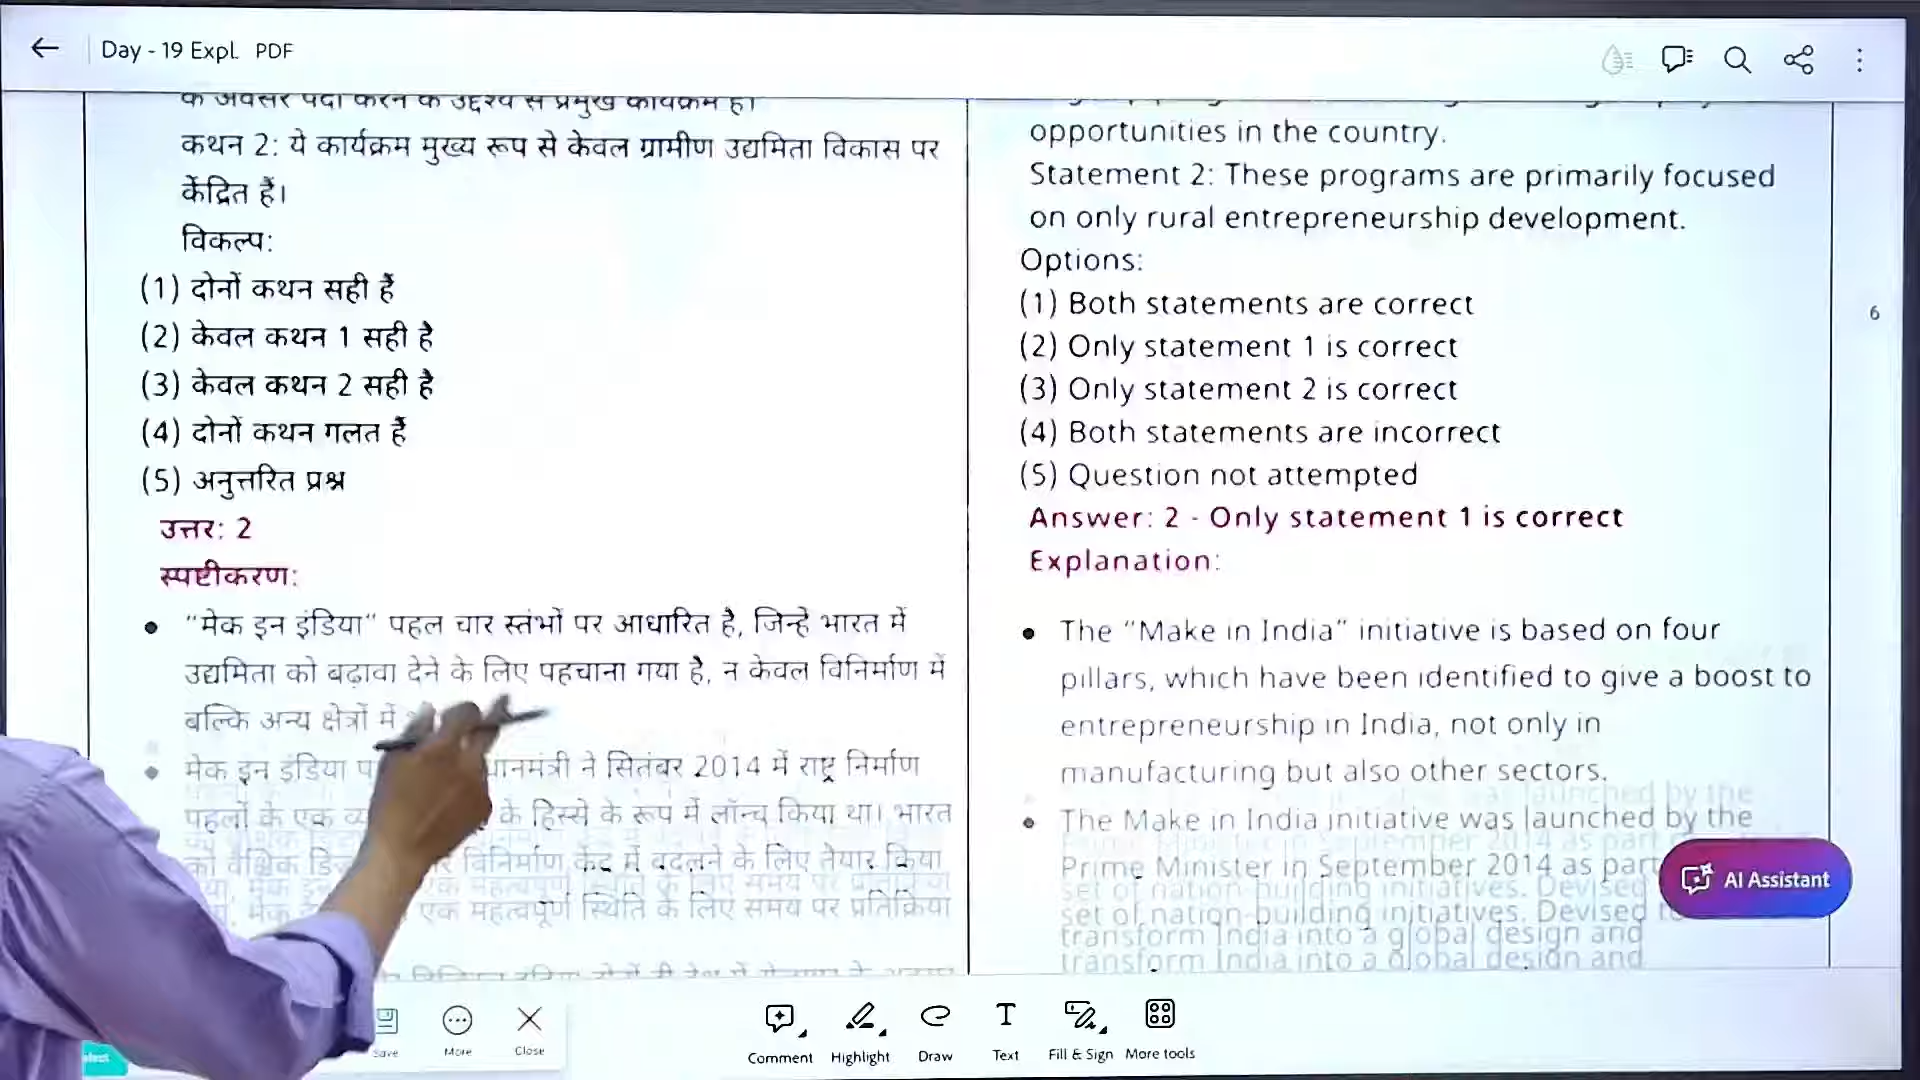 Day - 19 Expl. PDF
के अवसर पैदा करने के उद्देश्य से प्रमुख कार्यक्रम हैं।
कथन 2: ये कार्यक्रम मुख्य रूप से केवल ग्रामीण उद्यमिता विकास पर
केंद्रित हैं।
विकल्प:
(1) दोनों कथन सही हैं
(2) केवल कथन 1 सही है
(3) केवल कथन 2 सही है
(4) दोनों कथन गलत हैं
(5) अनुत्तरित प्रश्न
उत्तर: 2
स्पष्टीकरण:
● “मेक इन इंडिया” पहल चार स्तंभों पर आधारित है, जिन्हे भारत में
उद्यमिता को बढ़ावा देने के लिए पहचाना गया है, न केवल विनिर्माण में
बल्कि अन्य क्षेत्रों में
● मेक इन इंडिया ने सितंबर 2014 में राष्ट्र निर्माण
पहलों के एक के हिस्से के रूप में लॉन्च किया था। भारत
को वैश्विक विनिर्माण केंद्र में बदलने के लिए तैयार किया
एक महत्वपूर्ण स्थिति के लिए समय पर प्रतिक्रिया
opportunities in the country.
Statement 2: These programs are primarily focused
on only rural entrepreneurship development.
Options:
(1) Both statements are correct
(2) Only statement 1 is correct
(3) Only statement 2 is correct
(4) Both statements are incorrect
(5) Question not attempted
Answer: 2 - Only statement 1 is correct
Explanation:
● The “Make in India” initiative is based on four
pillars, which have been identified to give a boost to
entrepreneurship in India, not only in
manufacturing but also other sectors.
● The Make in India initiative was launched by the
Prime Minister in September 2014 as part
set of nation-building initiatives. Devised to
transform India into a global design and
6
AI Assistant
Save
More
Close
Comment
Highlight
Draw
Text
Fill & Sign
More tools